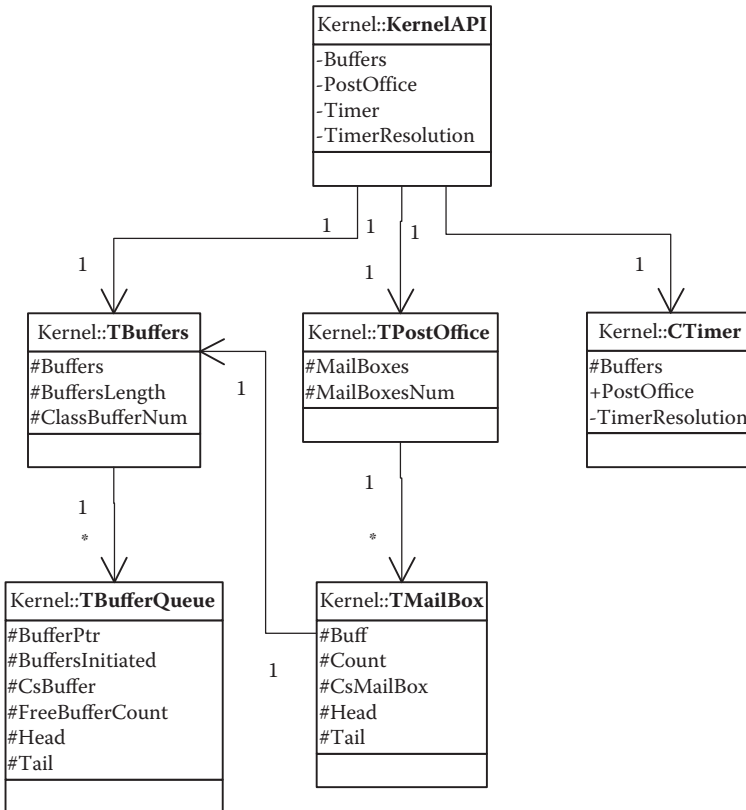 Kernel::KernelAPI
-Buffers
-PostOffice
-Timer
-TimerResolution
1
1
1
1
1
1
Kernel::TBuffers
#Buffers
#BuffersLength
#ClassBufferNum
Kernel::TPostOffice
#MailBoxes
#MailBoxesNum
Kernel::CTimer
#Buffers
+PostOffice
-TimerResolution
1
1
*
1
*
Kernel::TBufferQueue
#BufferPtr
#BuffersInitiated
#CsBuffer
#FreeBufferCount
#Head
#Tail
1
Kernel::TMailBox
#Buff
#Count
#CsMailBox
#Head
#Tail